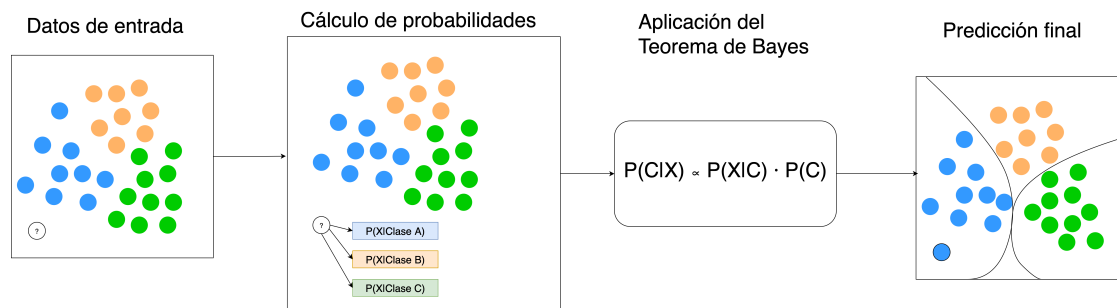 Datos de entrada
Cálculo de probabilidades
Aplicación del
Teorema de Bayes
Predicción final
?
?
P(X|Clase A)
P(X|Clase B)
P(X|Clase C)
P(C|X) ∝ P(X|C) · P(C)